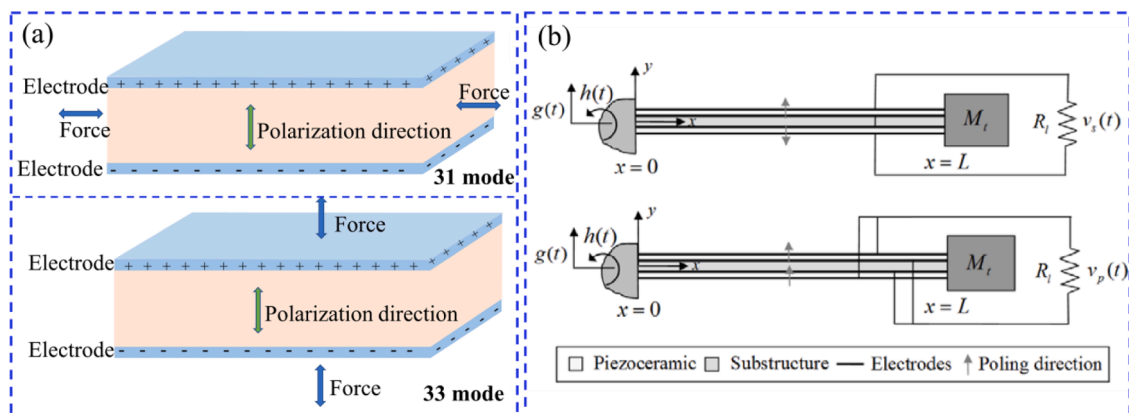 (a)
Electrode
+ + + + + + + + + + + + + + + + + + + +
Force
Force
Polarization direction
Electrode
- - - - - - - - - - - - - - - - - - - -
31 mode
Force
Electrode
+ + + + + + + + + + + + + + + + + + + +
Polarization direction
Electrode
- - - - - - - - - - - - - - - - - - - -
Force
33 mode
(b)
y
h(t)
g(t)
x
M_t
R_l
v_s(t)
x = 0
x = L
y
h(t)
g(t)
x
M_t
R_l
v_p(t)
x = 0
x = L
Piezoceramic Substructure Electrodes Poling direction